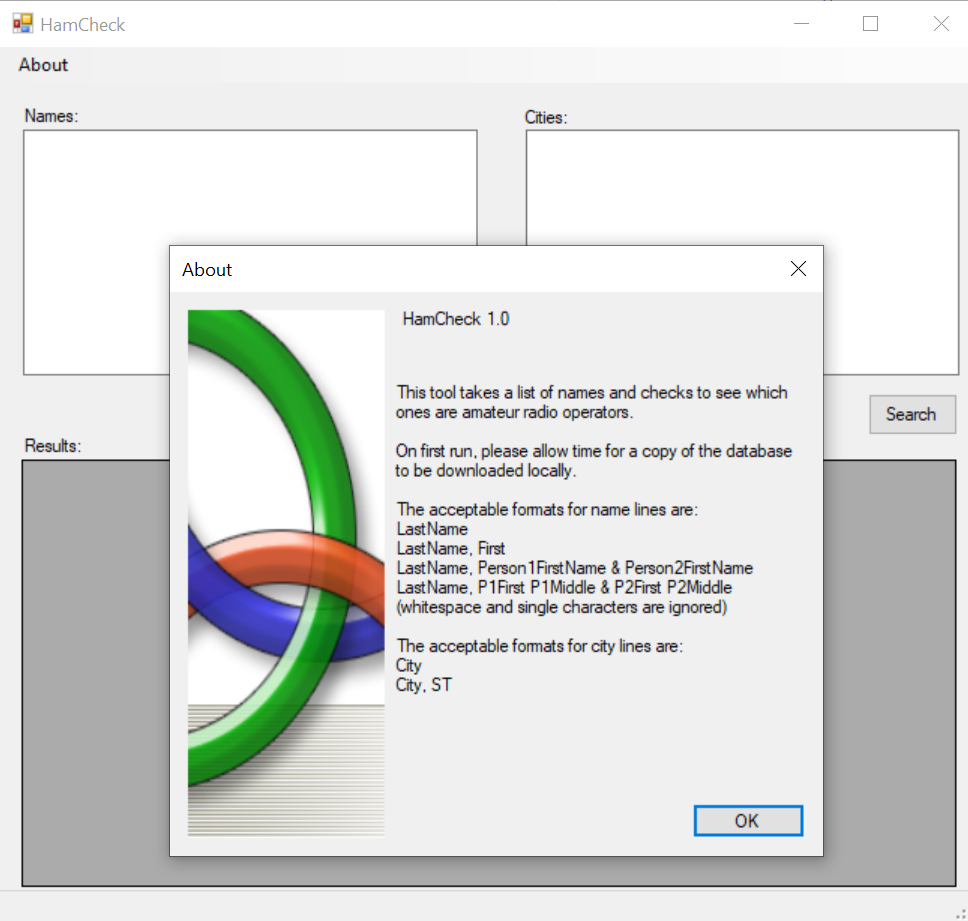 HamCheck
About
Names:
Cities:
About
HamCheck 1.0
This tool takes a list of names and checks to see which
ones are amateur radio operators.
Search
Results:
On first run, please allow time for a copy of the database
to be downloaded locally.
The acceptable formats for name lines are:
LastName
LastName, First
LastName, Person1FirstName & Person2FirstName
LastName, P1First P1Middle & P2First P2Middle
(whitespace and single characters are ignored)
The acceptable formats for city lines are:
City
City, ST
OK